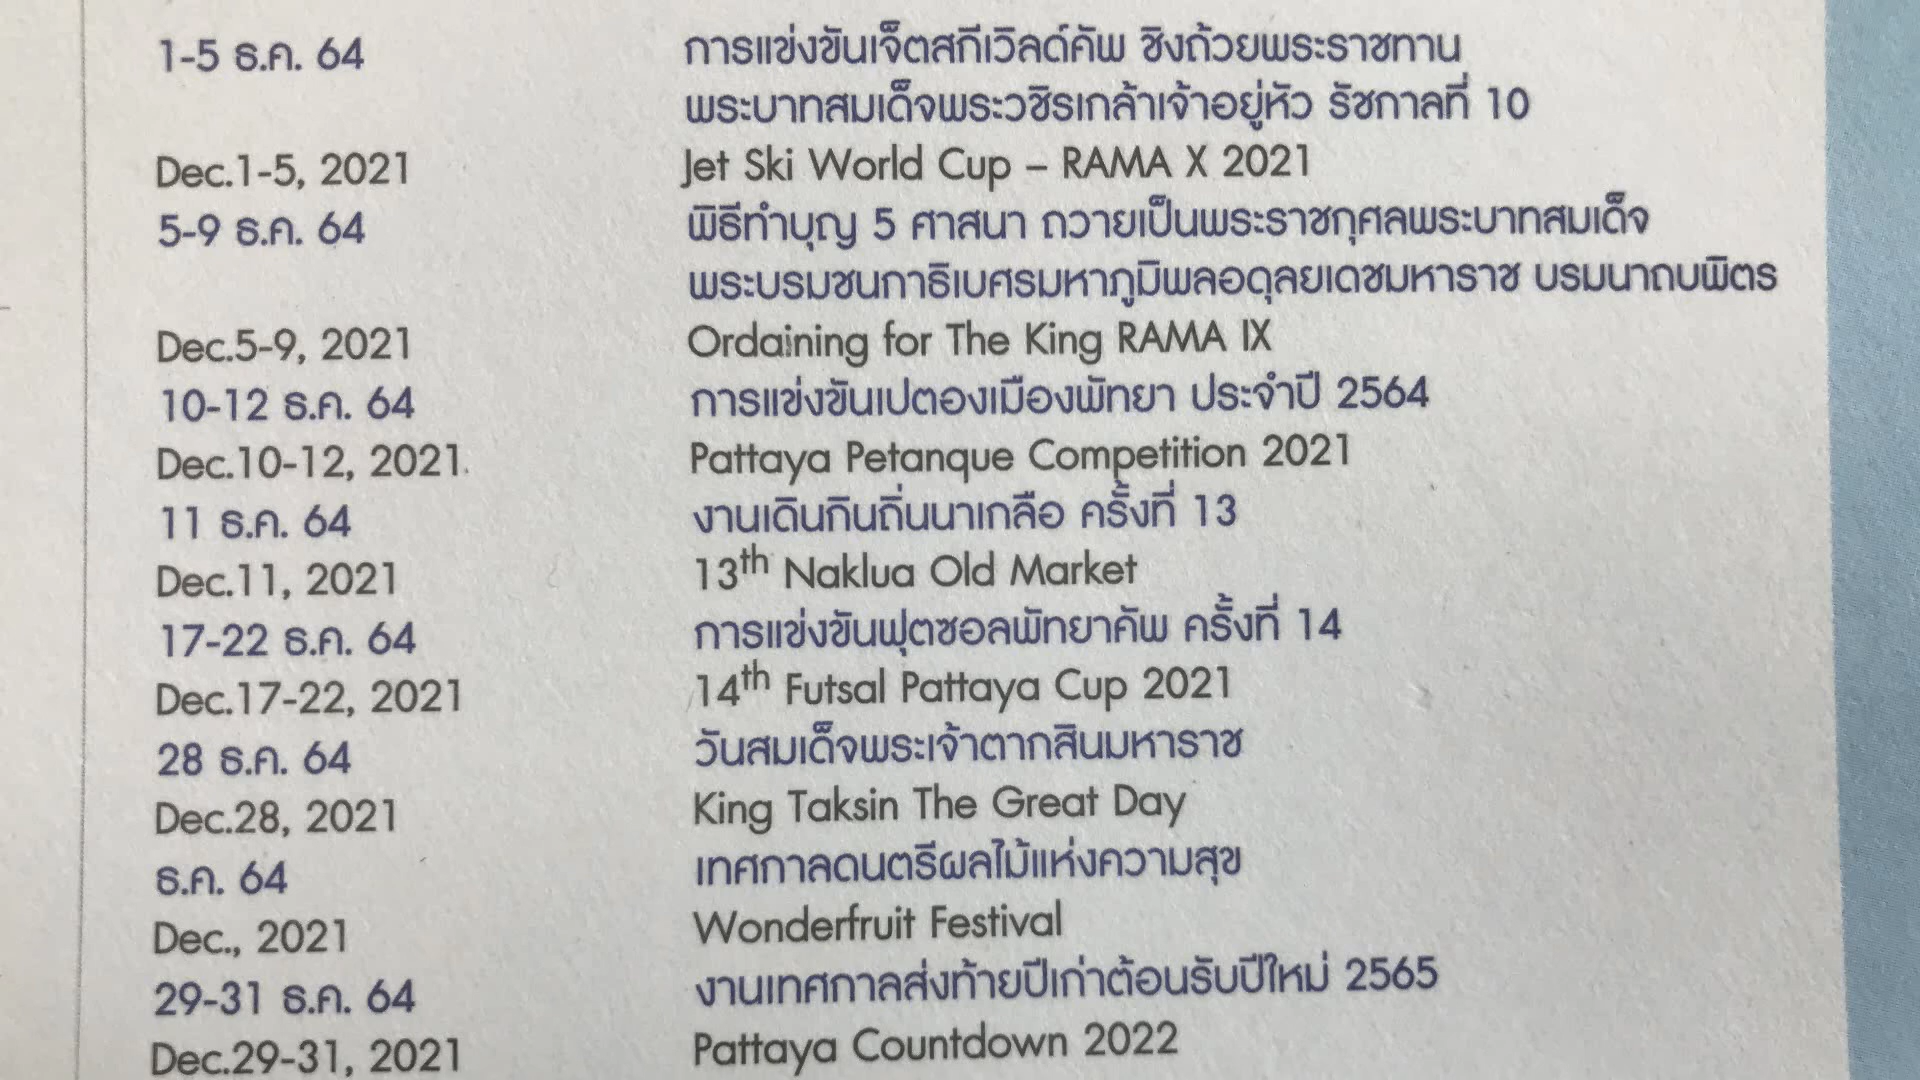 1-5 ธ.ค. 64 การแข่งขันเจ็ตสกีเวิลด์คัพ ชิงถ้วยพระราชทาน
พระบาทสมเด็จพระวชิรเกล้าเจ้าอยู่หัว รัชกาลที่ 10
Dec.1-5, 2021 Jet Ski World Cup – RAMA X 2021
5-9 ธ.ค. 64 พิธีทำบุญ 5 ศาสนา ถวายเป็นพระราชกุศลพระบาทสมเด็จ
พระบรมชนกาธิเบศรมหาภูมิพลอดุลยเดชมหาราช บรมนาถบพิตร
Dec.5-9, 2021 Ordaining for The King RAMA IX
10-12 ธ.ค. 64 การแข่งขันเปตองเมืองพัทยา ประจำปี 2564
Dec.10-12, 2021. Pattaya Petanque Competition 2021
11 ธ.ค. 64 งานเดินกินถิ่นนาเกลือ ครั้งที่ 13
Dec.11, 2021 13th Naklua Old Market
17-22 ธ.ค. 64 การแข่งขันฟุตซอลพัทยาคัพ ครั้งที่ 14
Dec.17-22, 2021 14th Futsal Pattaya Cup 2021
28 ธ.ค. 64 วันสมเด็จพระเจ้าตากสินมหาราช
Dec.28, 2021 King Taksin The Great Day
ธ.ค. 64 เทศกาลดนตรีผลไม้แห่งความสุข
Dec., 2021 Wonderfruit Festival
29-31 ธ.ค. 64 งานเทศกาลส่งท้ายปีเก่าต้อนรับปีใหม่ 2565
Dec.29-31, 2021 Pattaya Countdown 2022